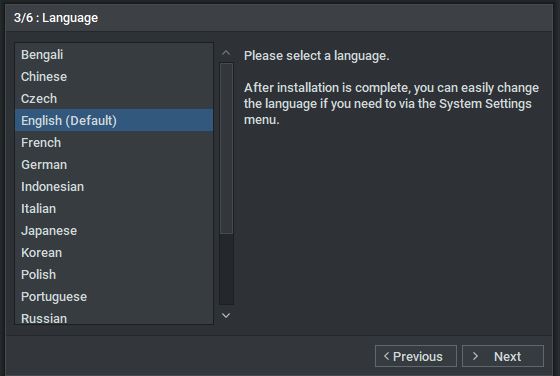 3/6 : Language
Bengali
Chinese
Czech
English (Default)
French
German
Indonesian
Italian
Japanese
Korean
Polish
Portuguese
Russian
Please select a language.
After installation is complete, you can easily change
the language if you need to via the System Settings
menu.
Previous
Next